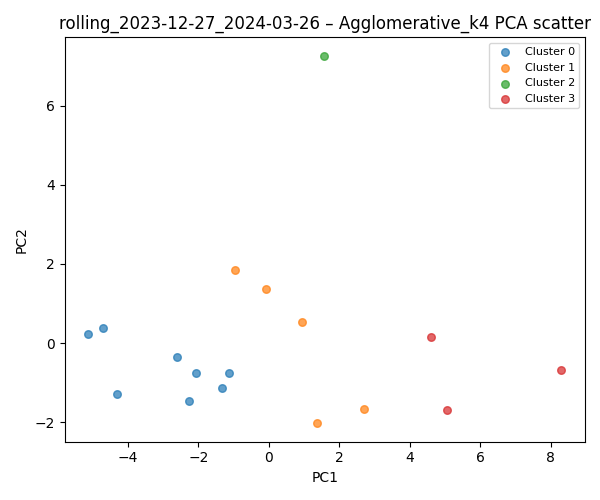 rolling_2023-12-27_2024-03-26 – Agglomerative_k4 PCA scatter
Cluster 0
Cluster 1
Cluster 2
Cluster 3
PC2
6
4
2
0
−2
−4
−2
0
2
4
6
8
PC1